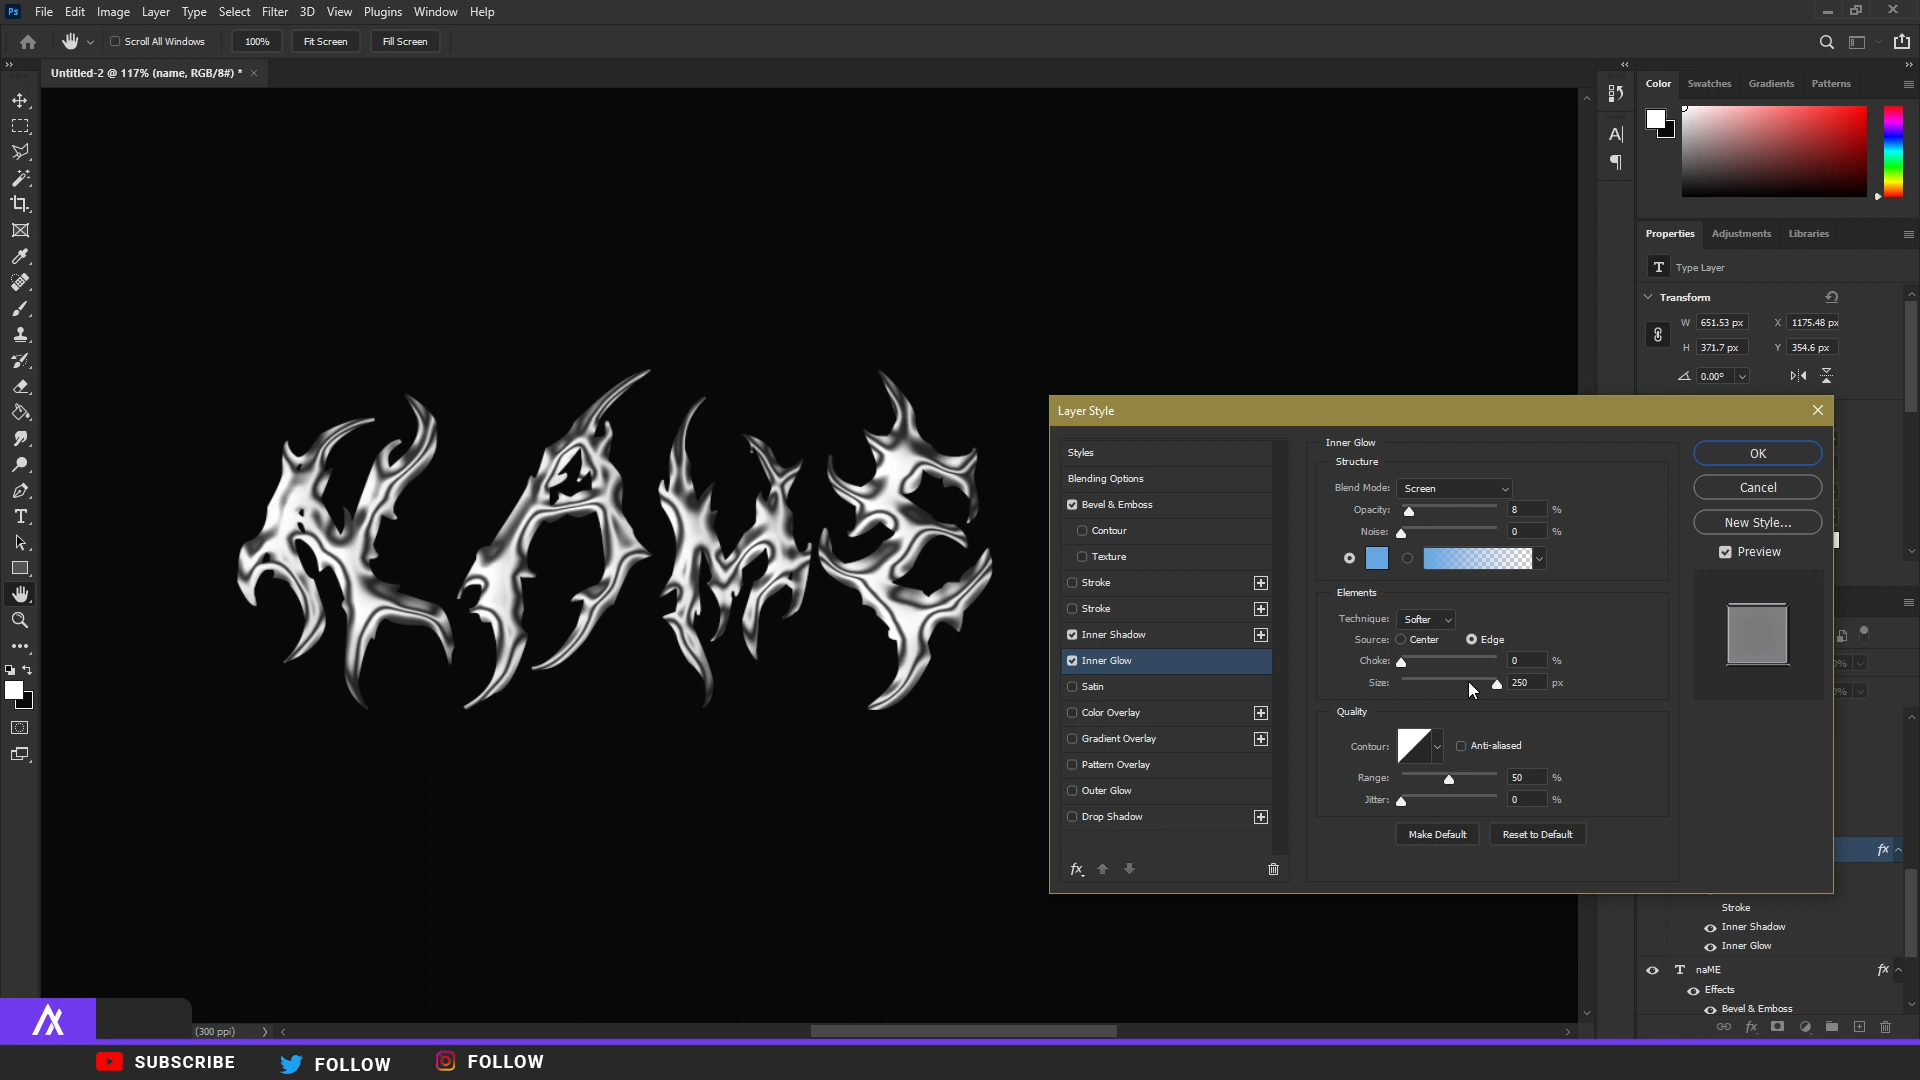 Ps File Edit Image Layer Type Select Filter 3D View Plugins Window Help
Scroll All Windows 100% Fit Screen Fill Screen
Untitled-2 @ 117% (name, RGB/8#) *
NAME
(300 ppi)
SUBSCRIBE FOLLOW FOLLOW
Layer Style
Styles
Blending Options
Bevel & Emboss
Contour
Texture
Stroke
Stroke
Inner Shadow
Inner Glow
Satin
Color Overlay
Gradient Overlay
Pattern Overlay
Outer Glow
Drop Shadow
fx
Inner Glow
Structure
Blend Mode: Screen
Opacity: 8 %
Noise: 0 %
Elements
Technique: Softer
Source: Center Edge
Choke: 0 %
Size: 250 px
Quality
Contour: Anti-aliased
Range: 50 %
Jitter: 0 %
Make Default Reset to Default
OK
Cancel
New Style...
Preview
Color Swatches Gradients Patterns
Properties Adjustments Libraries
T Type Layer
Transform
W 651.53 px X 1175.48 px
H 371.7 px Y 354.6 px
0.00°
fx
Stroke
Inner Shadow
Inner Glow
T naME fx
Effects
Bevel & Emboss
fx